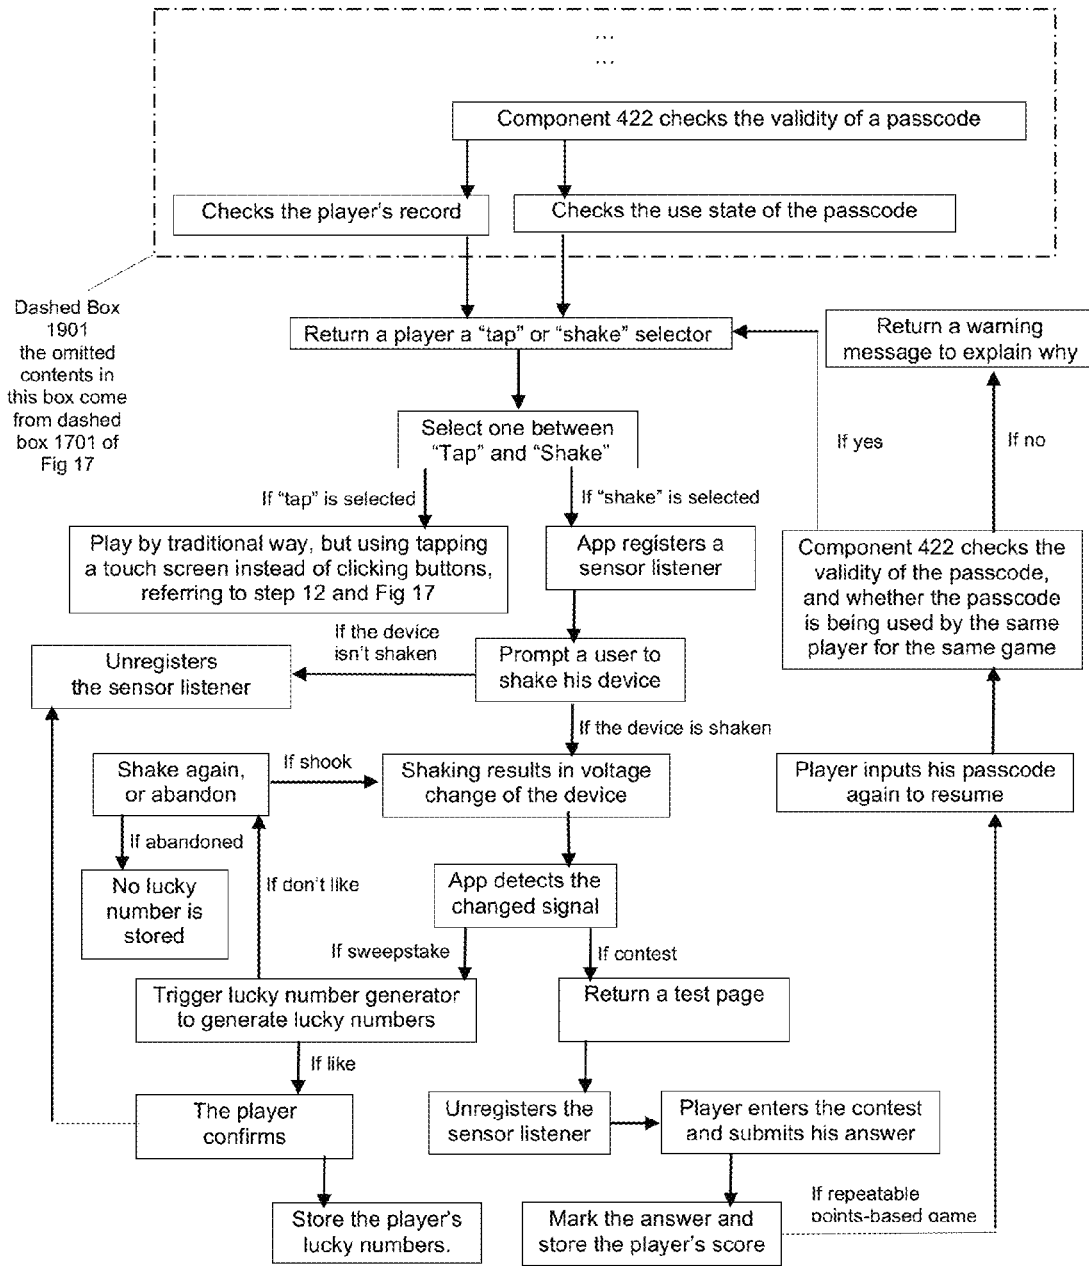 ...
...
Component 422 checks the validity of a passcode
Checks the player's record
Checks the use state of the passcode
Dashed Box
1901
the omitted
contents in
this box come
from dashed
box 1701 of
Fig 17
Return a player a “tap” or “shake” selector
Return a warning
message to explain why
Select one between
“Tap” and “Shake”
If yes
If no
If “tap” is selected
If “shake” is selected
Play by traditional way, but using tapping
a touch screen instead of clicking buttons,
referring to step 12 and Fig 17
App registers a
sensor listener
Component 422 checks the
validity of the passcode,
and whether the passcode
is being used by the same
player for the same game
If the device
isn't shaken
Unregisters
the sensor listener
Prompt a user to
shake his device
If the device is shaken
Shake again,
or abandon
If shook
Shaking results in voltage
change of the device
Player inputs his passcode
again to resume
If abandoned
No lucky
number is
stored
If don't like
App detects the
changed signal
If sweepstake
If contest
Trigger lucky number generator
to generate lucky numbers
Return a test page
If like
The player
confirms
Unregisters the
sensor listener
Player enters the contest
and submits his answer
Store the player's
lucky numbers.
Mark the answer and
store the player's score
If repeatable
points-based game